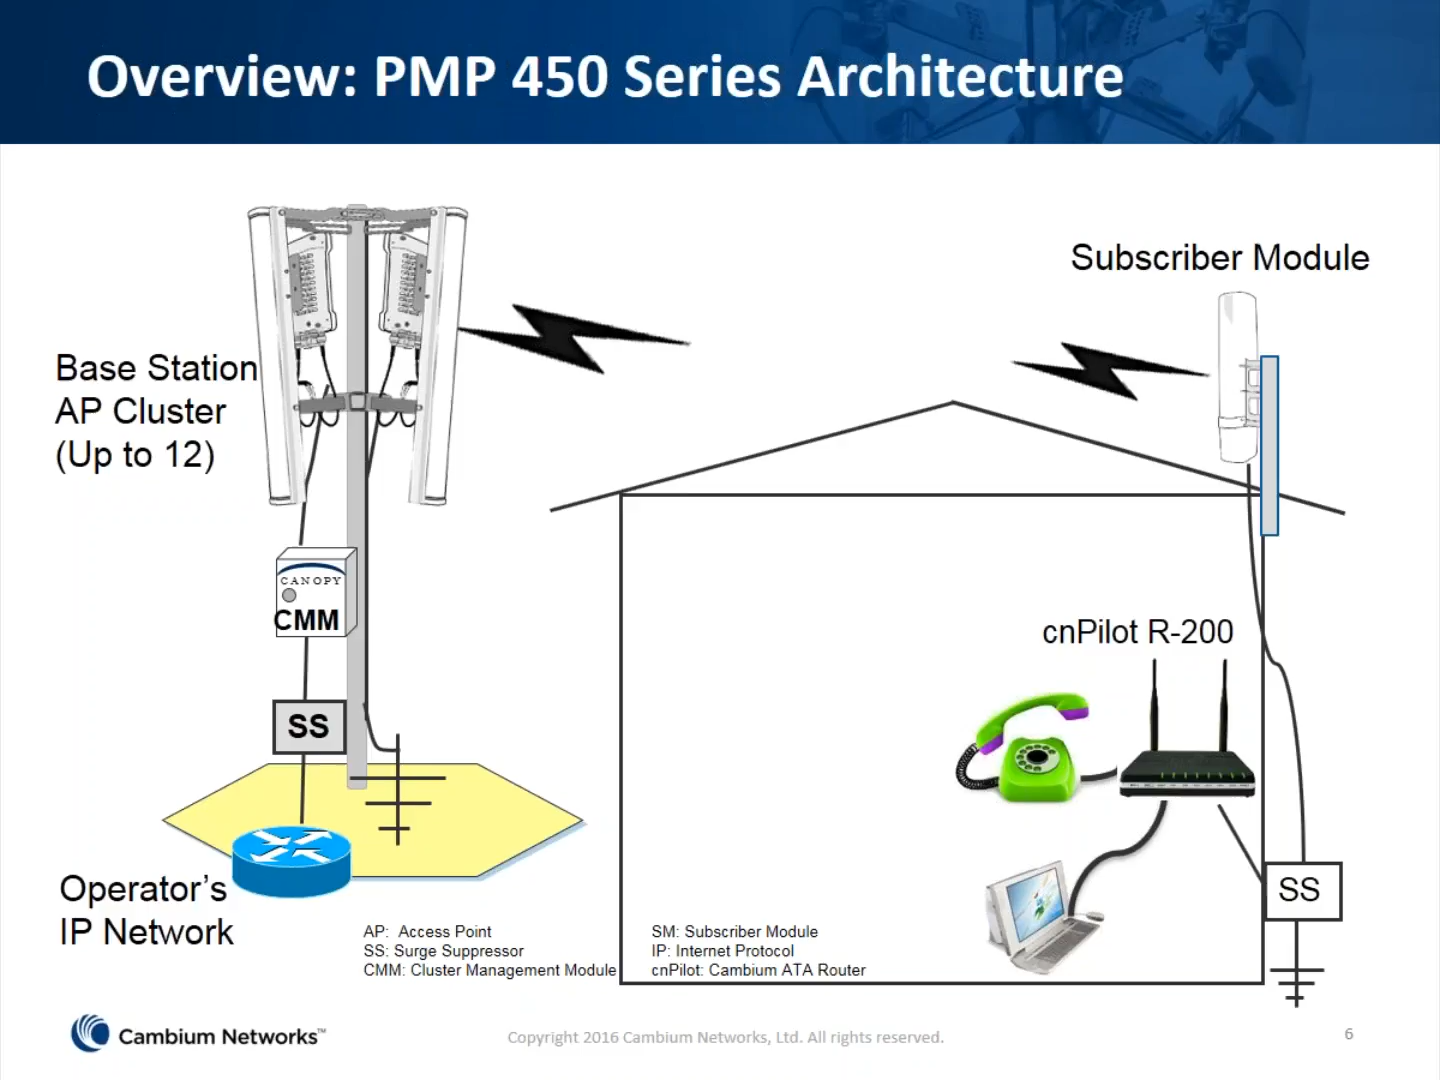 Overview: PMP 450 Series Architecture
Subscriber Module
Base Station
AP Cluster
(Up to 12)
CANOPY
CMM
cnPilot R-200
SS
SS
Operator’s
IP Network
AP: Access Point
SS: Surge Suppressor
CMM: Cluster Management Module
SM: Subscriber Module
IP: Internet Protocol
cnPilot: Cambium ATA Router
Cambium Networks™
Copyright 2016 Cambium Networks, Ltd. All rights reserved.
6